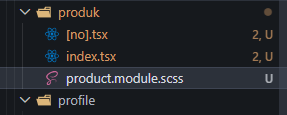 produk
[no].tsx 2, U
index.tsx 2, U
product.module.scss U
profile